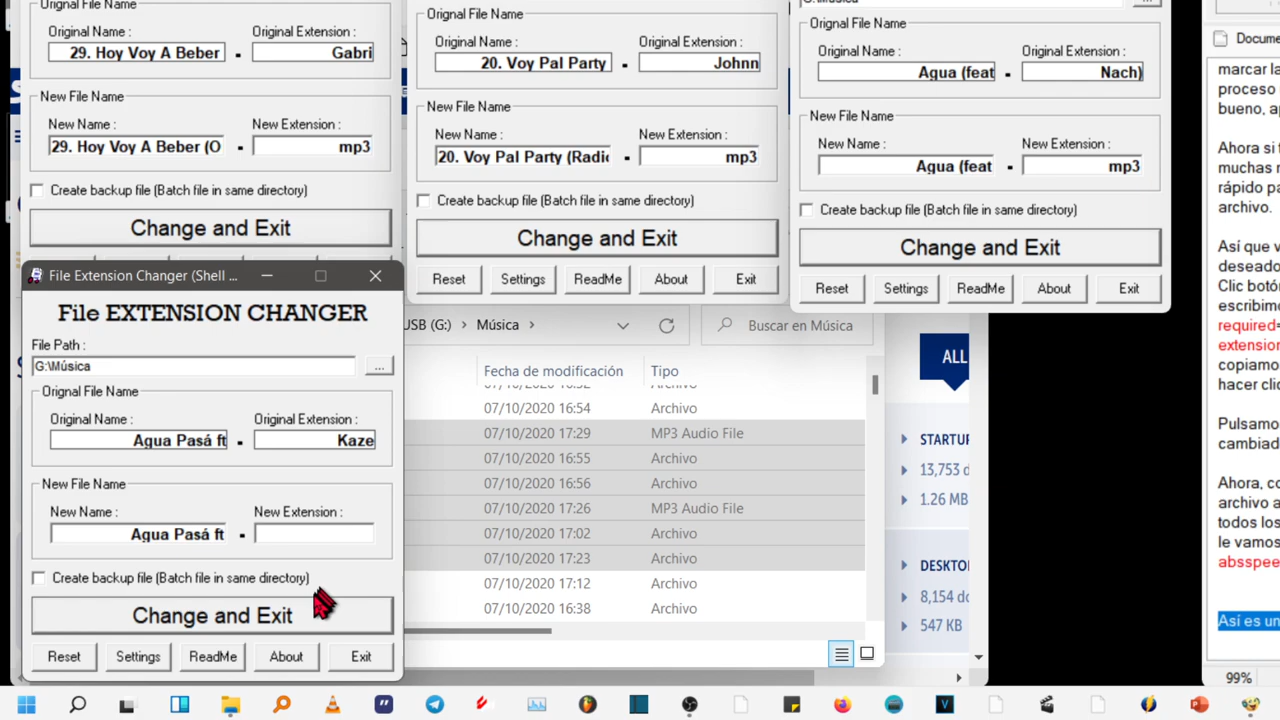 Orignal File Name
Original Name :
Original Extension :
29. Hoy Voy A Beber
-
Gabri
New File Name
New Name :
New Extension :
29. Hoy Voy A Beber (O
-
mp3
Create backup file (Batch file in same directory)
Change and Exit
Orignal File Name
Original Name :
Original Extension :
20. Voy Pal Party
-
Johnn
New File Name
New Name :
New Extension :
20. Voy Pal Party (Radio
-
mp3
Create backup file (Batch file in same directory)
Change and Exit
Reset
Settings
ReadMe
About
Exit
...
Orignal File Name
Original Name :
Original Extension :
Agua (feat
-
Nach)
New File Name
New Name :
New Extension :
Agua (feat
-
mp3
Create backup file (Batch file in same directory)
Change and Exit
Reset
Settings
ReadMe
About
Exit
File Extension Changer (Shell ...
File EXTENSION CHANGER
File Path :
G:\Música
...
Orignal File Name
Original Name :
Original Extension :
Agua Pasá ft
-
Kaze
New File Name
New Name :
New Extension :
Agua Pasá ft
-
Create backup file (Batch file in same directory)
Change and Exit
Reset
Settings
ReadMe
About
Exit
USB (G:) > Música >
Buscar en Música
Fecha de modificación
Tipo
07/10/2020 16:54 Archivo
07/10/2020 17:29 MP3 Audio File
07/10/2020 16:55 Archivo
07/10/2020 16:56 Archivo
07/10/2020 17:26 MP3 Audio File
07/10/2020 17:02 Archivo
07/10/2020 17:23 Archivo
07/10/2020 17:12 Archivo
07/10/2020 16:38 Archivo
ALL
STARTUP
13,753 d
1.26 MB
DESKTO
8,154 do
547 KB
Docume
marcar la
proceso
bueno, a
Ahora si
muchas
rápido pa
archivo.
Así que v
deseado
Clic botó
escribimo
required=
extension
copiamos
hacer clic
Pulsamo
cambiad
Ahora, co
archivo a
todos los
le vamos
absspee
Así es un
99%